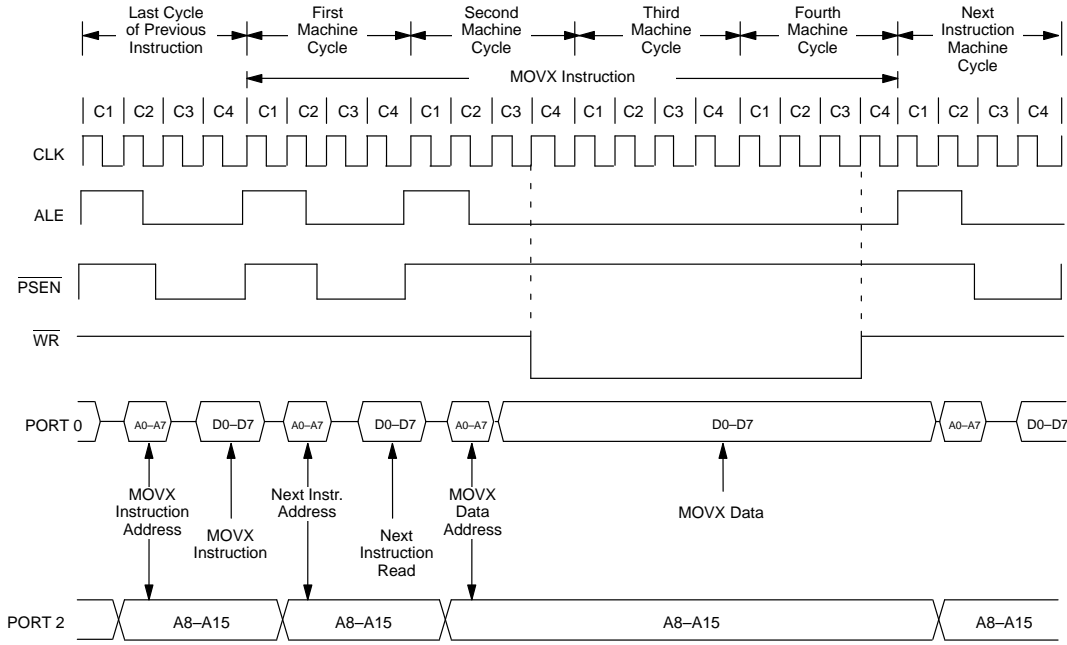 Last Cycle
of Previous
Instruction
First
Machine
Cycle
Second
Machine
Cycle
Third
Machine
Cycle
Fourth
Machine
Cycle
Next
Instruction
Machine
Cycle
MOVX Instruction
C1 C2 C3 C4 C1 C2 C3 C4 C1 C2 C3 C4 C1 C2 C3 C4 C1 C2 C3 C4 C1 C2 C3 C4
CLK
ALE
PSEN
WR
PORT 0 A0–A7 D0–D7 A0–A7 D0–D7 A0–A7 D0–D7 A0–A7 D0–D7
MOVX
Instruction
Address
MOVX
Instruction
Next Instr.
Address
Next
Instruction
Read
MOVX
Data
Address
MOVX Data
PORT 2 A8–A15 A8–A15 A8–A15 A8–A15